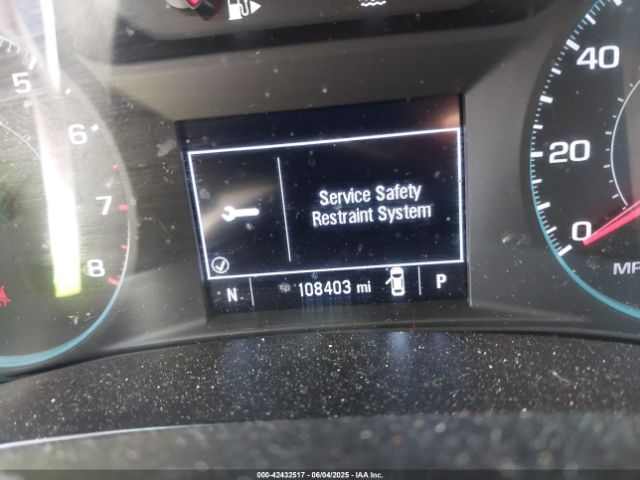 5
6
7
8
Service Safety
Restraint System
N 108403 mi P
40
20
0
MP
000-42432517 - 06/04/2025 - IAA Inc.